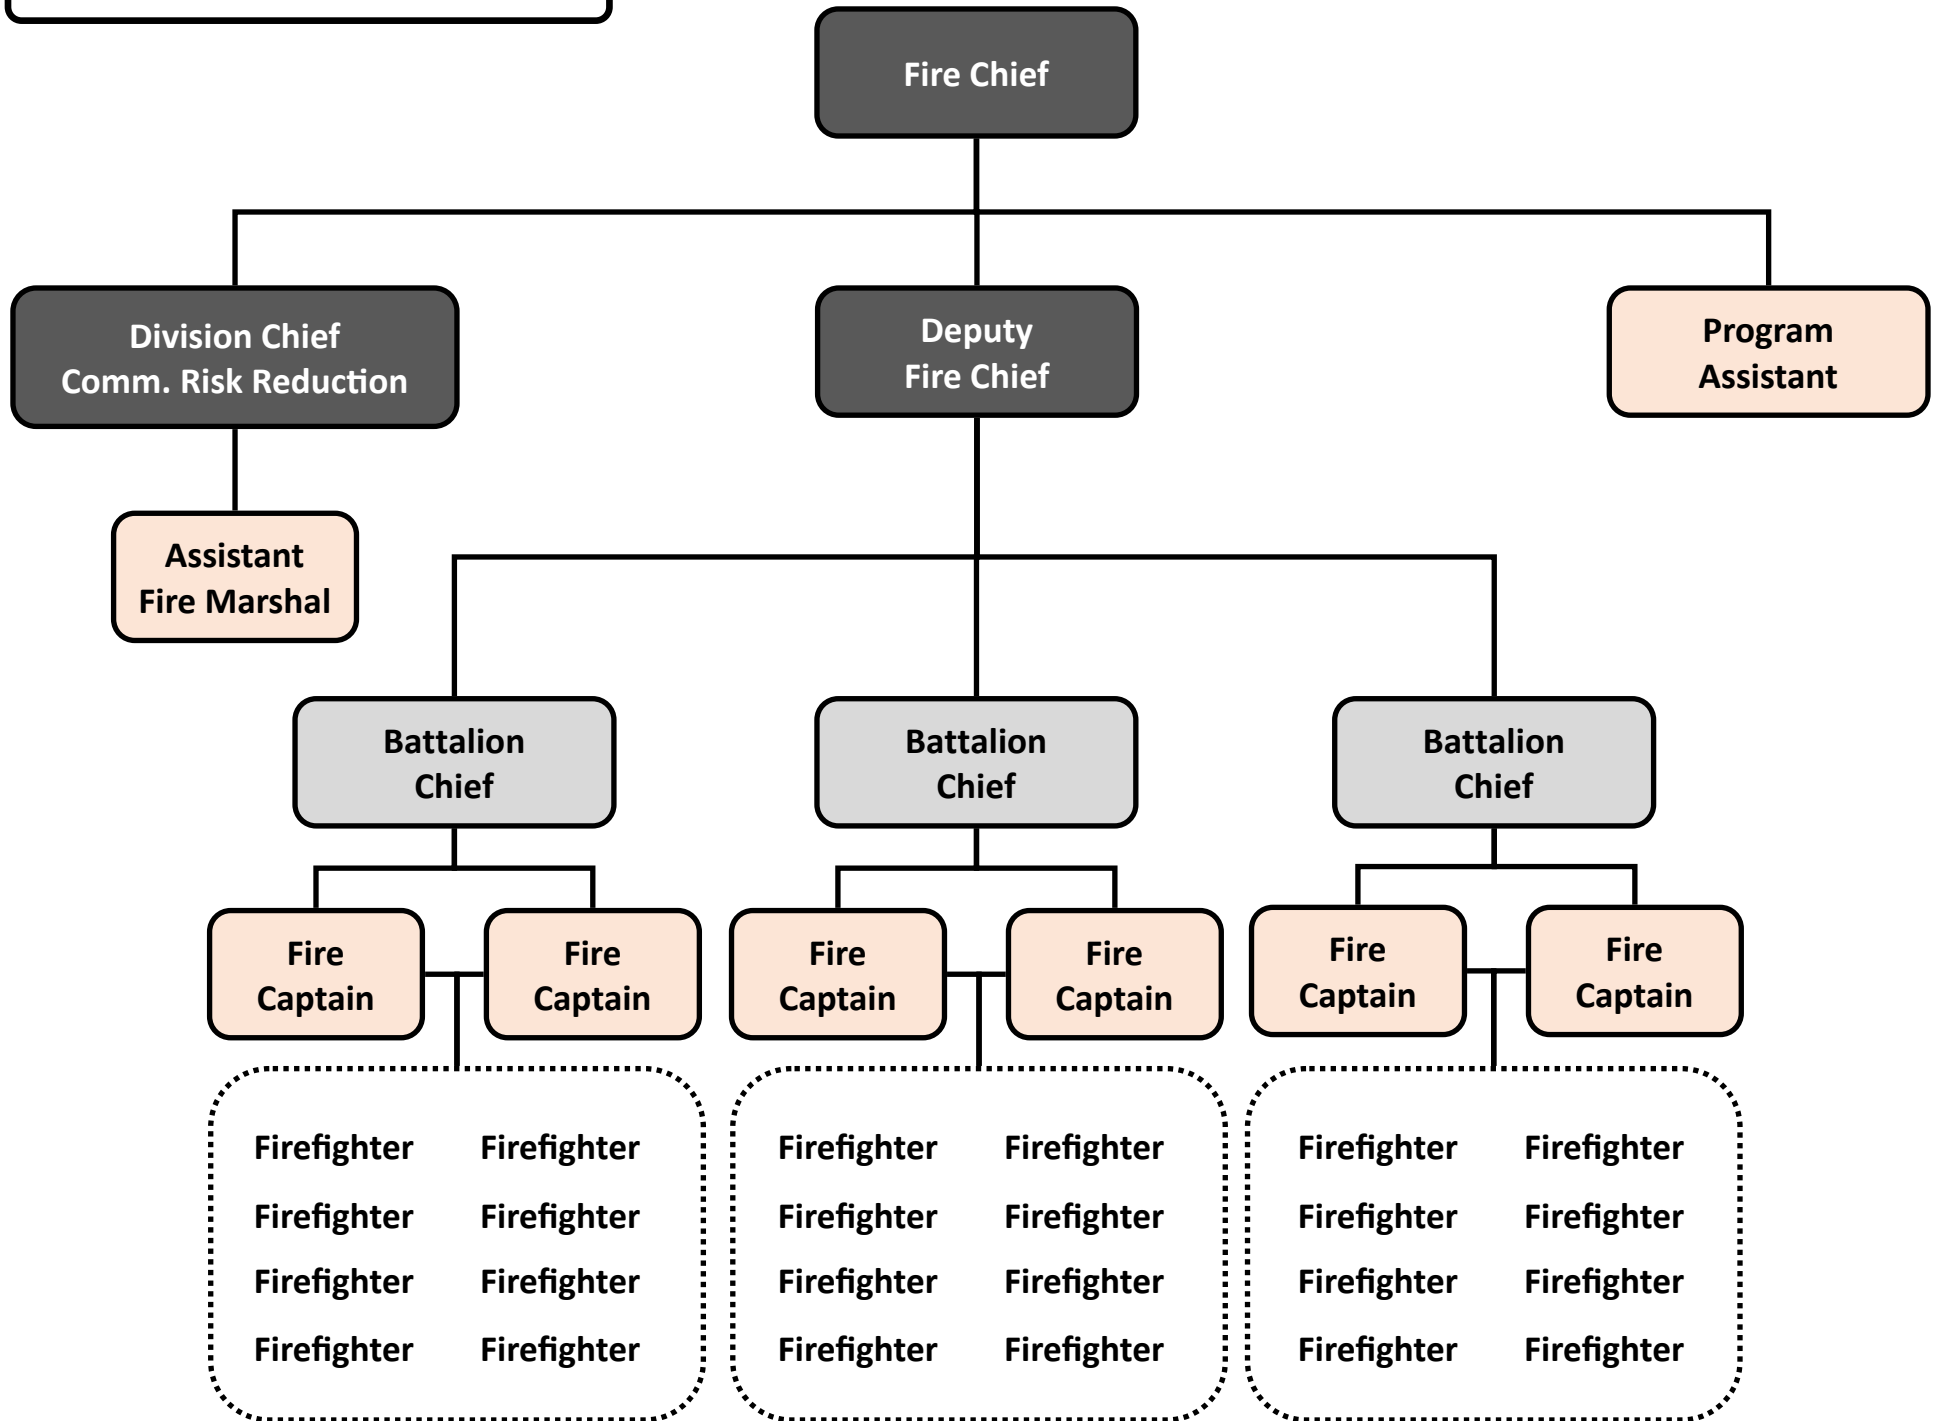 Fire Chief
Division Chief
Comm. Risk Reduction
Deputy
Fire Chief
Program
Assistant
Assistant
Fire Marshal
Battalion
Chief
Battalion
Chief
Battalion
Chief
Fire
Captain
Fire
Captain
Fire
Captain
Fire
Captain
Fire
Captain
Fire
Captain
Firefighter Firefighter
Firefighter Firefighter
Firefighter Firefighter
Firefighter Firefighter
Firefighter Firefighter
Firefighter Firefighter
Firefighter Firefighter
Firefighter Firefighter
Firefighter Firefighter
Firefighter Firefighter
Firefighter Firefighter
Firefighter Firefighter